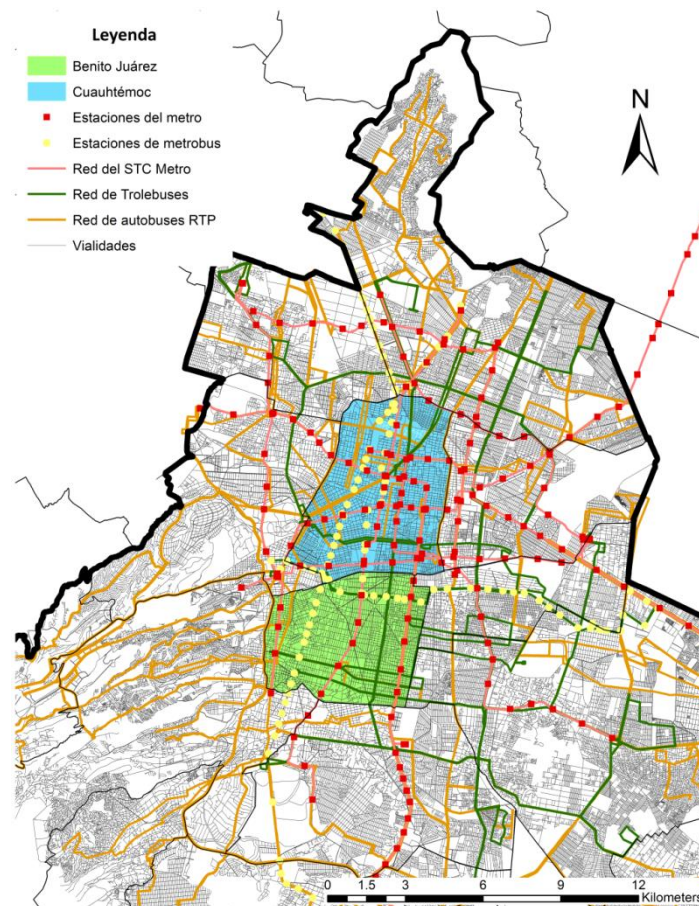 Leyenda
Benito Juárez
Cuauhtémoc
Estaciones del metro
Estaciones de metrobus
Red del STC Metro
Red de Trolebuses
Red de autobuses RTP
Vialidades
N
0 1.5 3 6 9 12
Kilometer